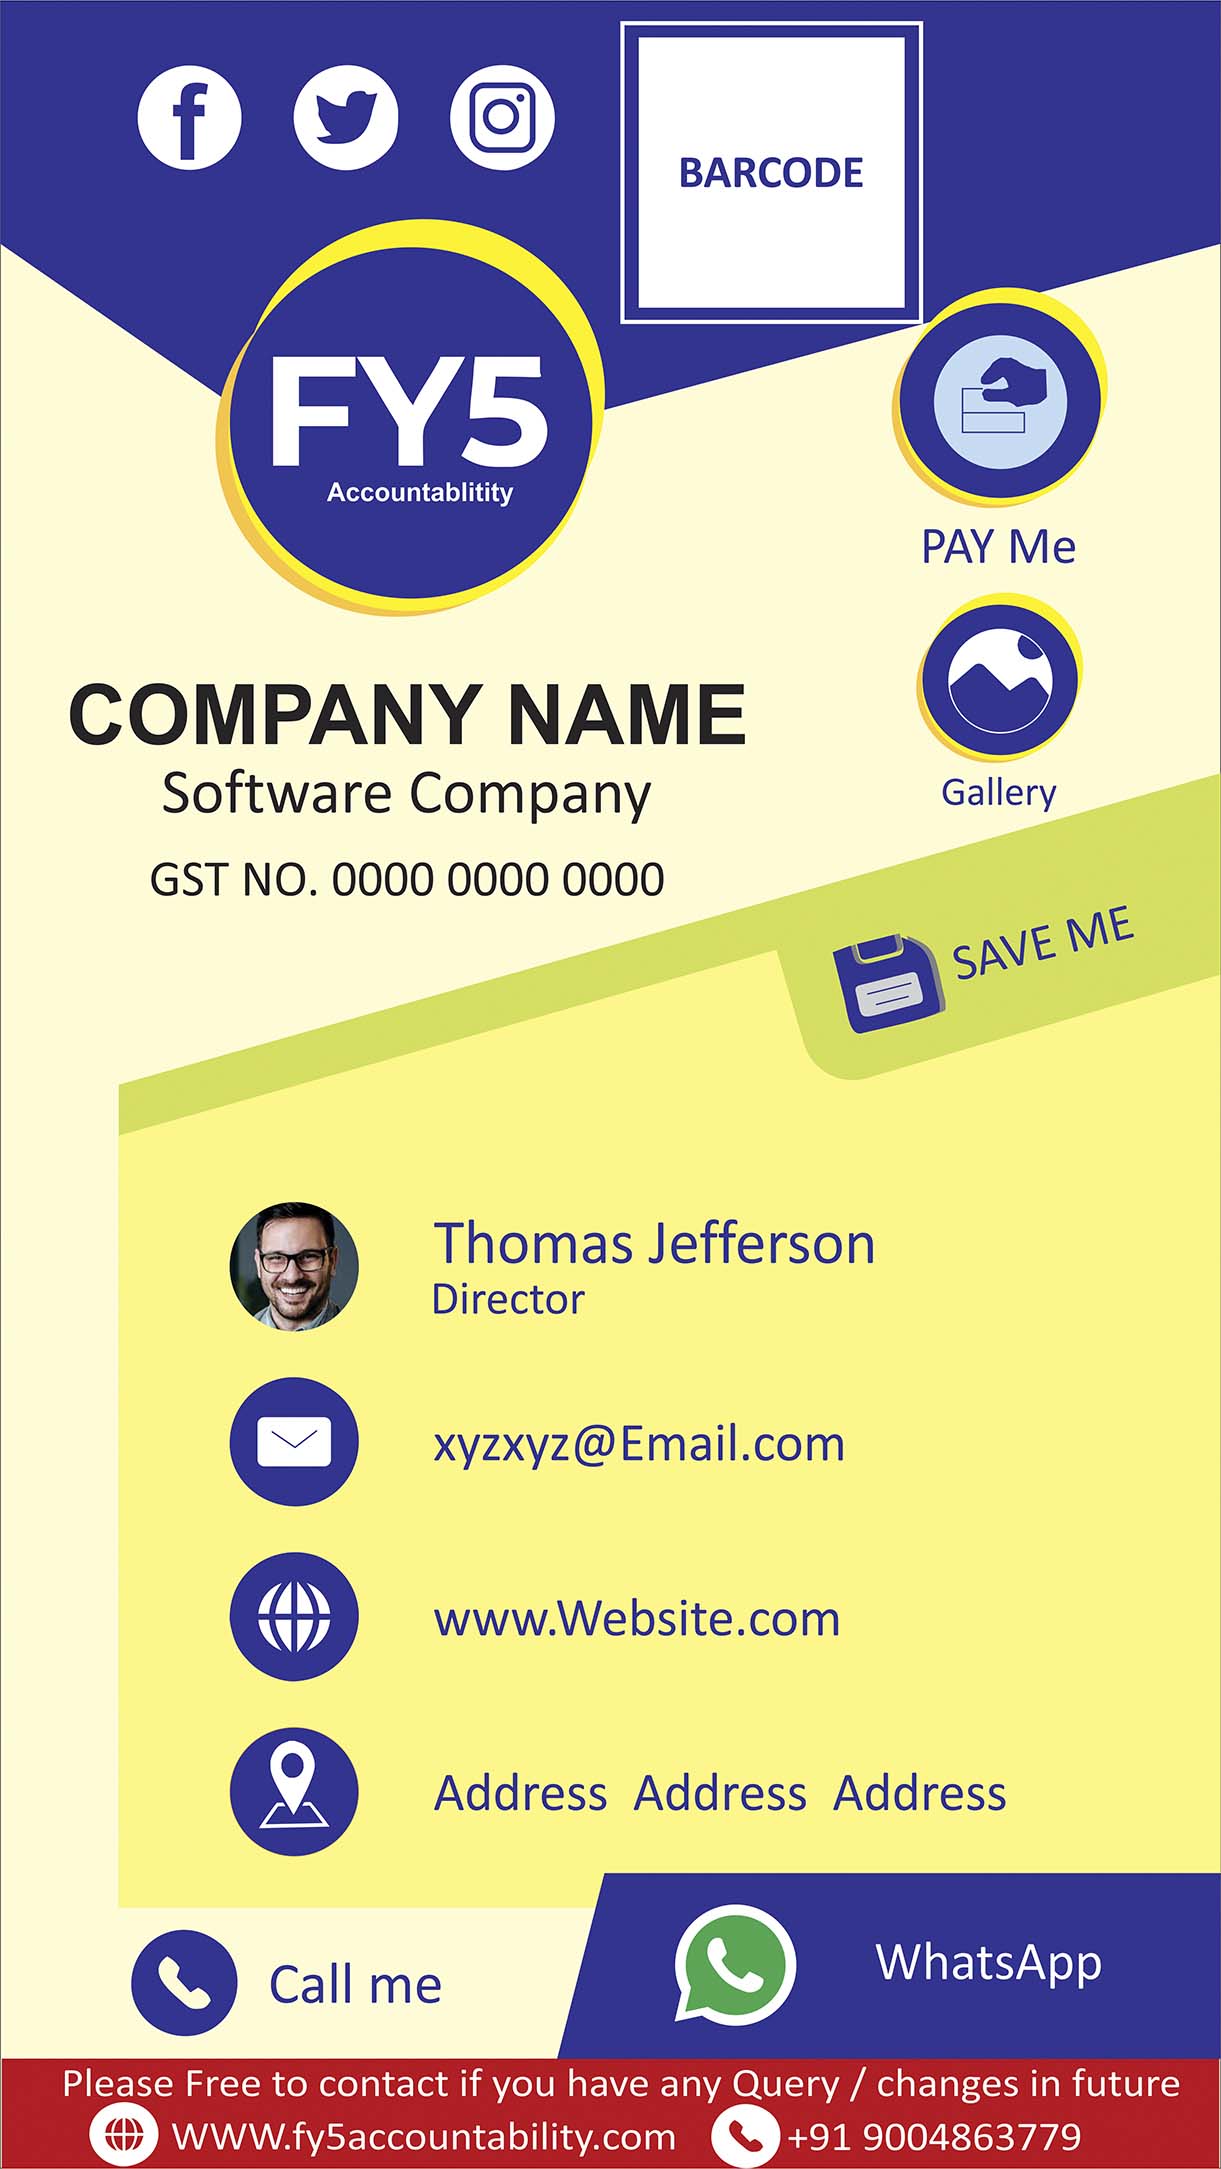 BARCODE
FY5
Accountablitity
PAY Me
COMPANY NAME
Software Company
Gallery
GST NO. 0000 0000 0000
SAVE ME
Thomas Jefferson
Director
xyzxyz@Email.com
www.Website.com
Address Address Address
Call me
WhatsApp
Please Free to contact if you have any Query / changes in future
WWW.fy5accountability.com +91 9004863779